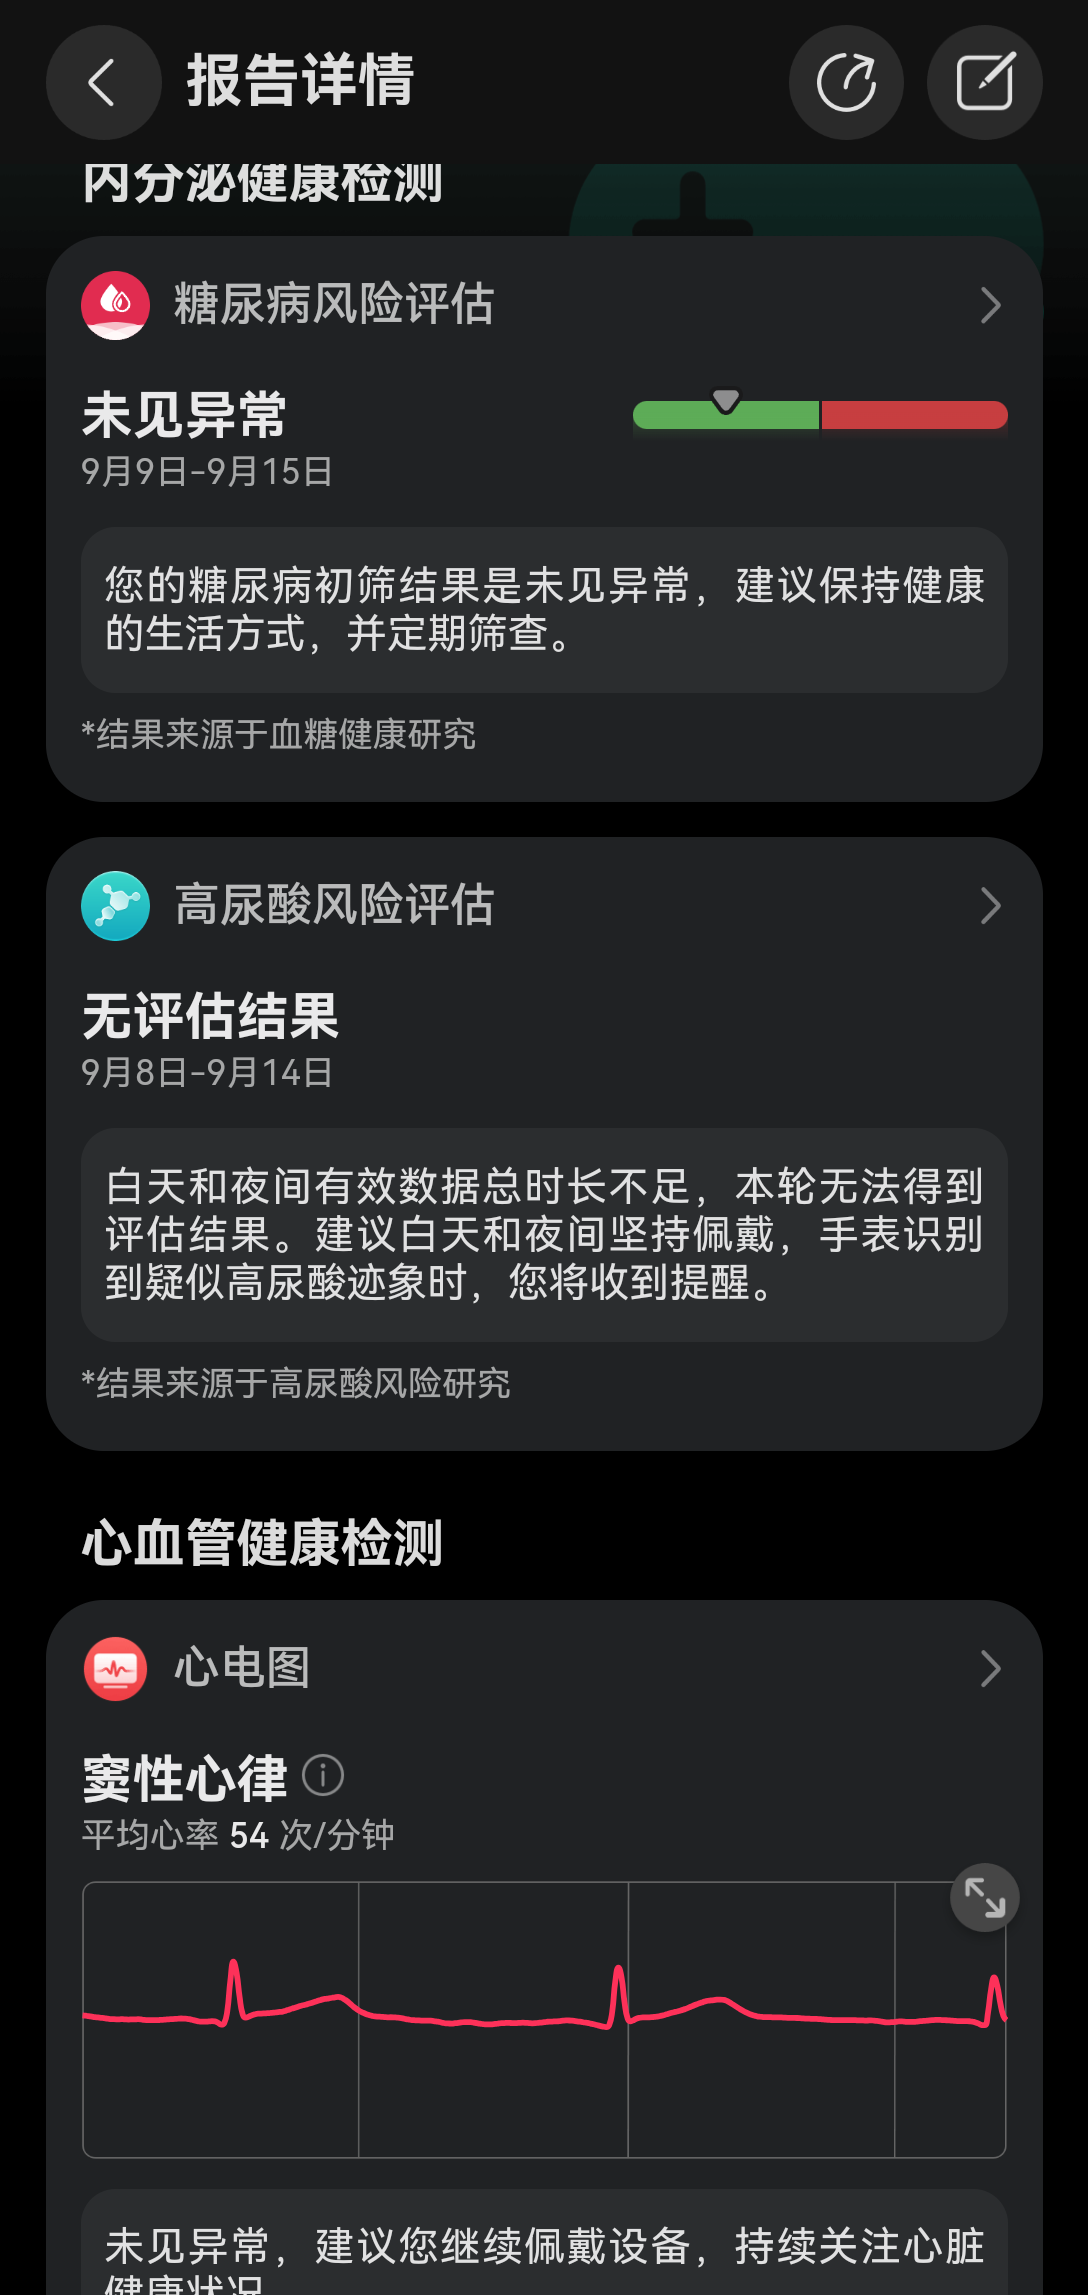 报告详情
内分泌健康检测
糖尿病风险评估
未见异常
9月9日-9月15日
您的糖尿病初筛结果是未见异常，建议保持健康
的生活方式，并定期筛查。
*结果来源于血糖健康研究
高尿酸风险评估
无评估结果
9月8日-9月14日
白天和夜间有效数据总时长不足，本轮无法得到
评估结果。建议白天和夜间坚持佩戴，手表识别
到疑似高尿酸迹象时，您将收到提醒。
*结果来源于高尿酸风险研究
心血管健康检测
心电图
窦性心律
平均心率 54 次/分钟
未见异常，建议您继续佩戴设备，持续关注心脏
健康状况